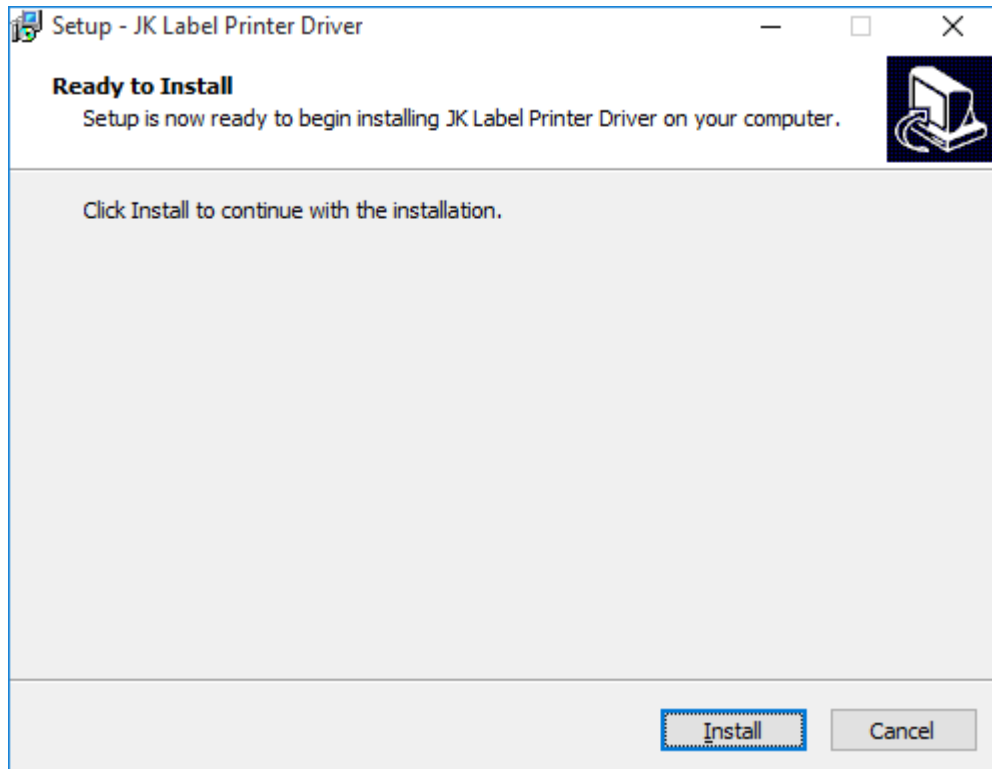 Setup - JK Label Printer Driver
Ready to Install
Setup is now ready to begin installing JK Label Printer Driver on your computer.
Click Install to continue with the installation.
Install
Cancel